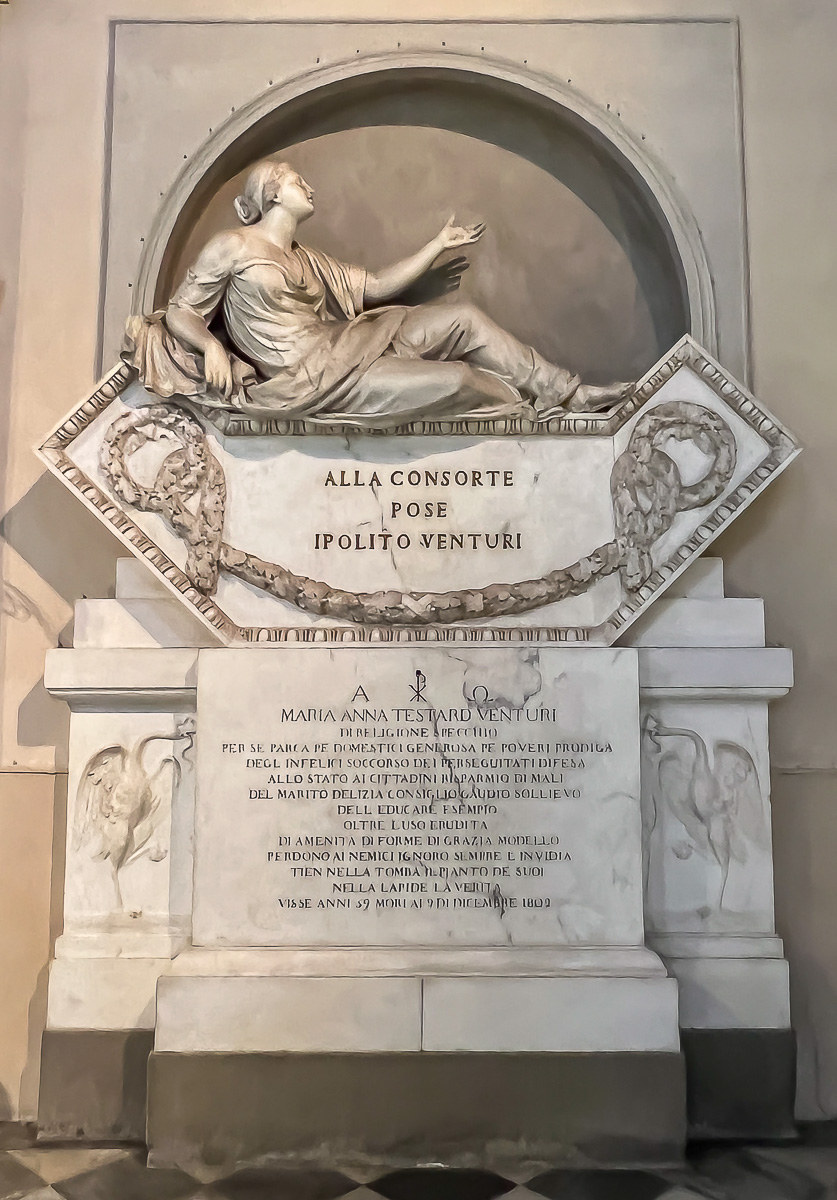 ALLA CONSORTE
POSE
IPOLITO VENTURI
Α ☧ Ω
MARIA ANNA TESTARD VENTURI
DI RELIGIONE SPECCHIO
PER SE PARCA PE DOMESTICI GENEROSA PE POVERI PRODIGA
DEGL INFELICI SOCCORSO DEI PERSEGUITATI DIFESA
ALLO STATO AI CITTADINI RISPARMIO DI MALI
DEL MARITO DELIZIA CONSIGLIO GAUDIO SOLLIEVO
DELL EDUCARE ESEMPIO
OLTRE L USO ERUDITA
DI AMENITA DI FORME DI GRAZIA MODELLO
PERDONO AI NEMICI IGNORO SEMPRE L INVIDIA
TIEN NELLA TOMBA IL PIANTO DE SUOI
NELLA LAPIDE LA VERITA
VISSE ANNI 59 MORI AI 9 DI DICEMBRE 1802